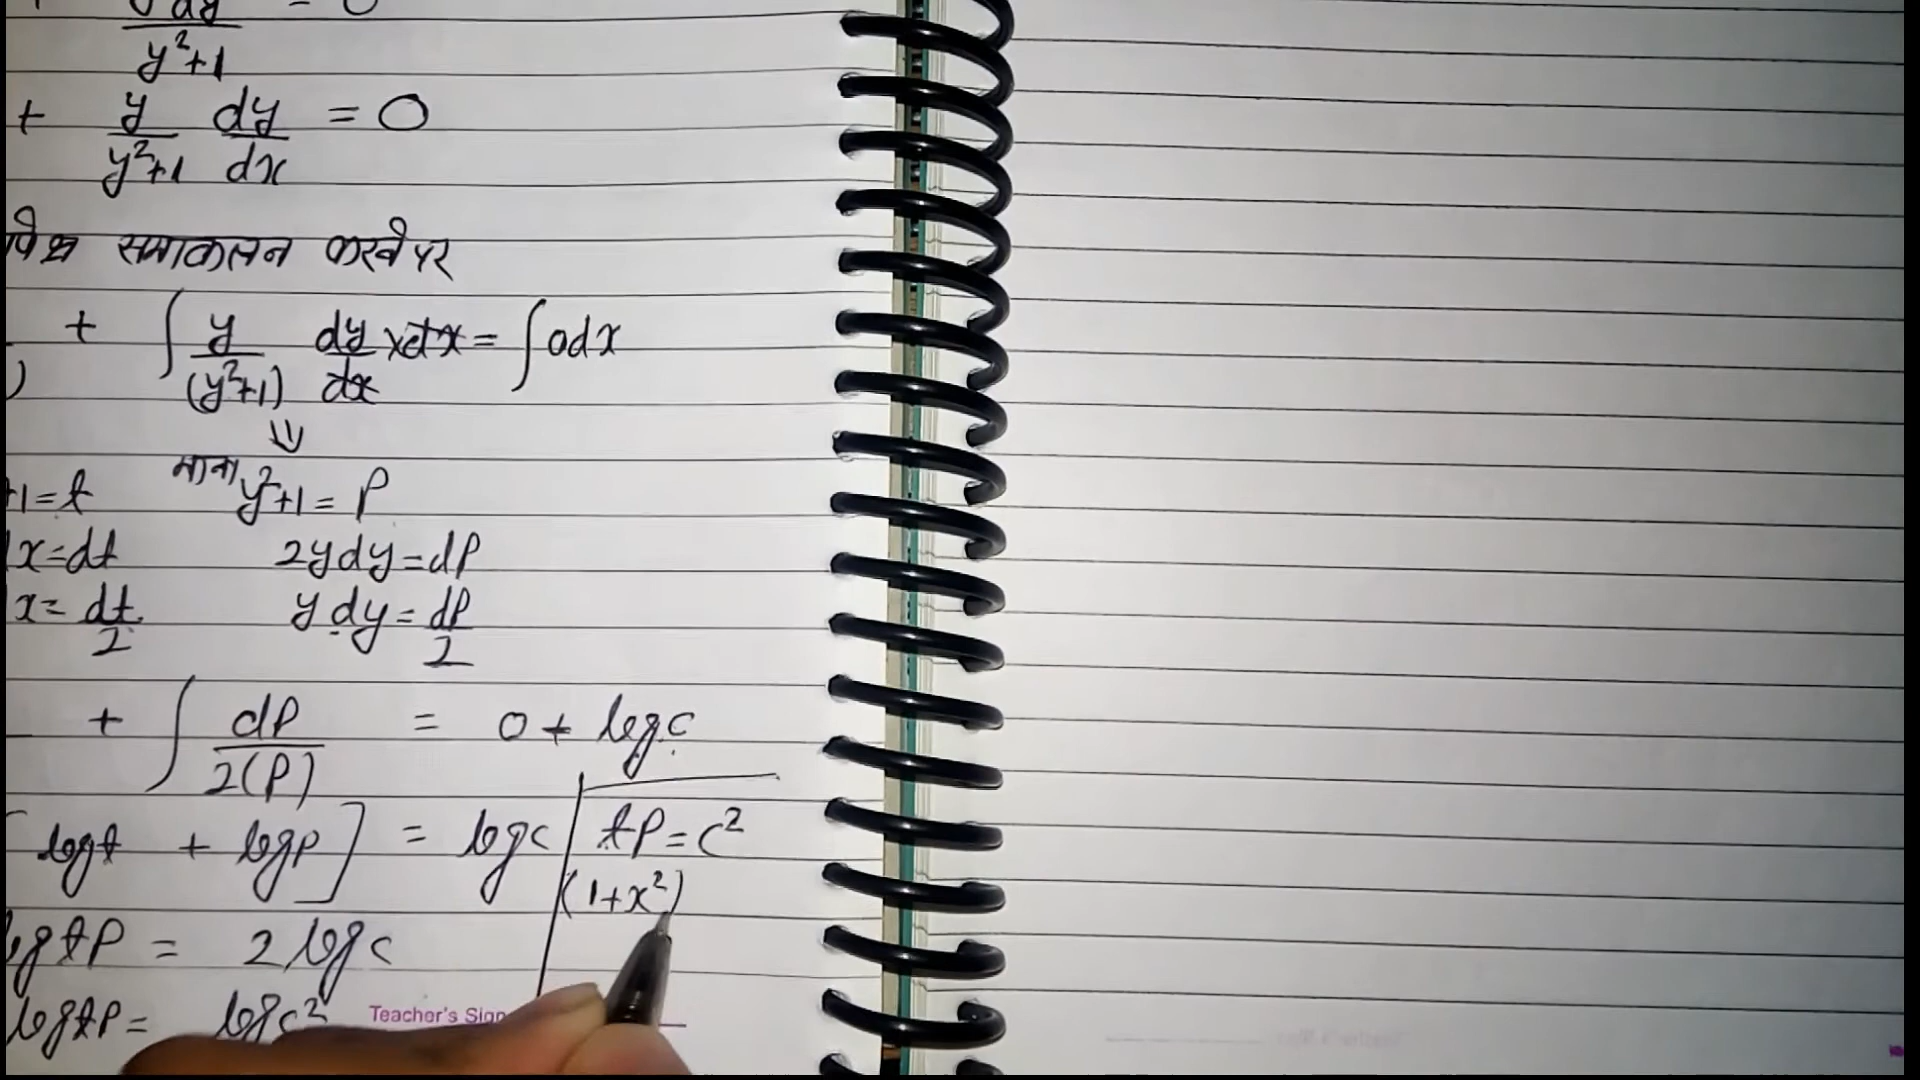 y²+1
+ y/(y²+1) dy/dx = 0
समाकलन करने पर
+ ∫ y/(y²+1) dy/dx × dx = ∫ 0dx
माना
+1 = t y²+1 = P
x = dt 2y dy = dP
x = dt/2 y dy = dP/2
+ ∫ dP/2(P) = 0 + log c
[log t + log P] = log c
log tP = 2 log c
log tP = log c²
tP = c²
(1+x²)
Teacher's Sign